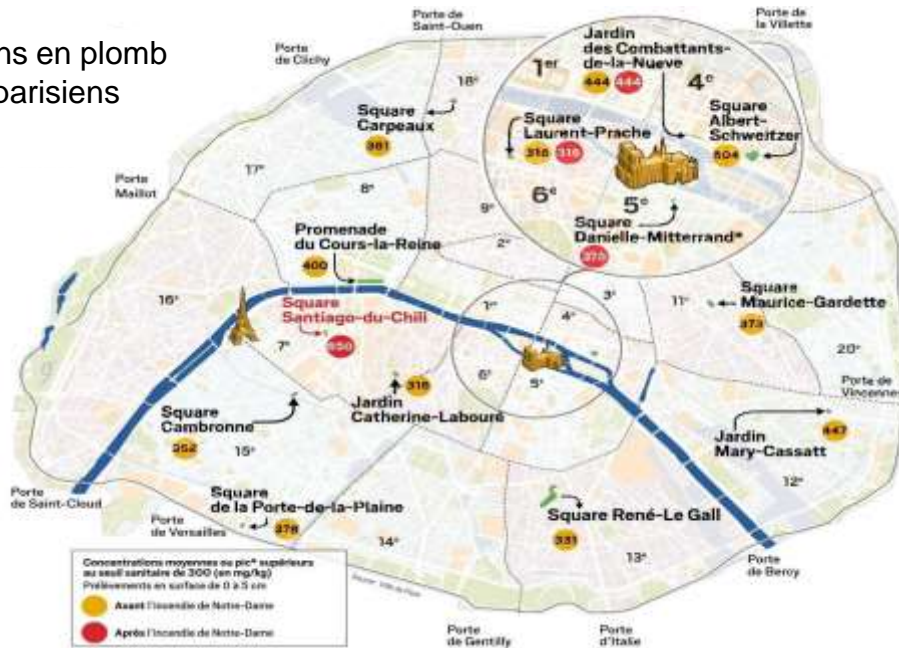 ns en plomb
parisiens
Porte de
Saint-Ouen
Porte de
la Villette
Porte
de Clichy
Porte
Maillot
Porte
de Saint-Cloud
Porte
de Versailles
Porte
de Gentilly
Porte
d'Italie
Porte
de Bercy
Porte de
Vincennes
Jardin
des Combattants-
de-la-Nueve
444 444
1er
4e
Square
Laurent-Prache
316 316
Square
Albert-
Schweitzer
504
6e
5e
Square
Danielle-Mitterrand*
370
18e
Square
Carpeaux
381
17e
8e
9e
2e
3e
Promenade
du Cours-la-Reine
400
16e
Square
Santiago-du-Chili
650
7e
1er
4e
6e
5e
11e
Square
Maurice-Gardette
373
20e
318
Jardin
Catherine-Labouré
Square
Cambronne
352
15e
Jardin
Mary-Cassatt
447
12e
Square
de la Porte-de-la-Plaine
378
14e
Square René-Le Gall
331
13e
Concentrations moyennes ou pic* supérieurs
au seuil sanitaire de 300 (en mg/kg)
Prélèvements en surface de 0 à 5 cm
Avant l'incendie de Notre-Dame
Après l'incendie de Notre-Dame